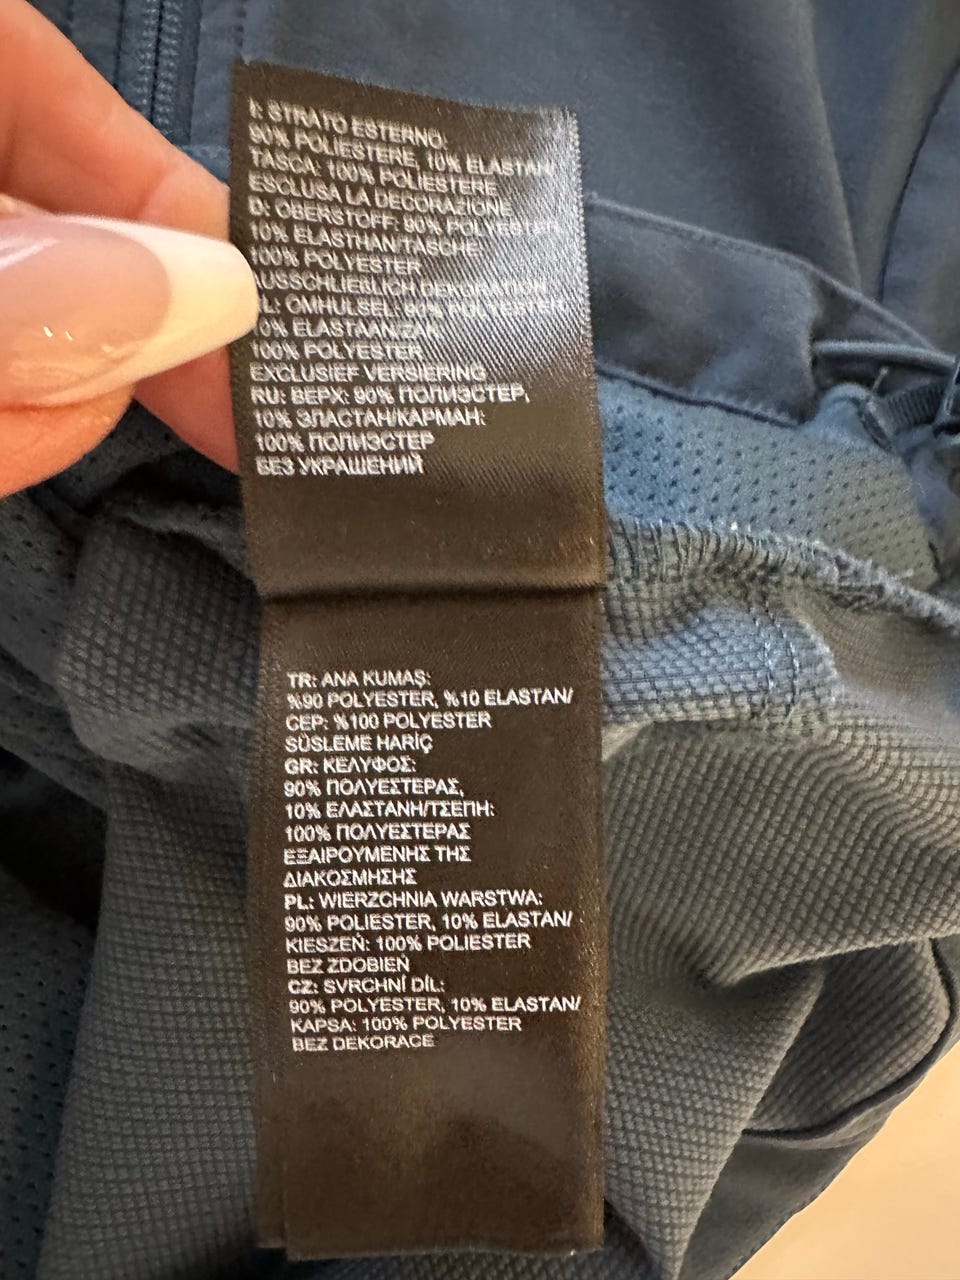 I: STRATO ESTERNO:
90% POLIESTERE, 10% ELASTAN/
TASCA: 100% POLIESTERE
ESCLUSA LA DECORAZIONE
D: OBERSTOFF: 90% POLYESTER,
10% ELASTHAN/TASCHE:
100% POLYESTER
USSCHLIEßLICH DEKORATION
L: OMHULSEL: 90% POLYESTER,
0% ELASTAAN/ZAK:
100% POLYESTER
EXCLUSIEF VERSIERING
RU: ВЕРХ: 90% ПОЛИЭСТЕР,
10% ЭЛАСТАН/КАРМАН:
100% ПОЛИЭСТЕР
БЕЗ УКРАШЕНИЙ
TR: ANA KUMAŞ:
%90 POLYESTER, %10 ELASTAN/
CEP: %100 POLYESTER
SÜSLEME HARİÇ
GR: ΚΕΛΥΦΟΣ:
90% ΠΟΛΥΕΣΤΕΡΑΣ,
10% ΕΛΑΣΤΑΝΗ/ΤΣΕΠΗ:
100% ΠΟΛΥΕΣΤΕΡΑΣ
ΕΞΑΙΡΟΥΜΕΝΗΣ ΤΗΣ
ΔΙΑΚΟΣΜΗΣΗΣ
PL: WIERZCHNIA WARSTWA:
90% POLIESTER, 10% ELASTAN/
KIESZEŃ: 100% POLIESTER
BEZ ZDOBIEŃ
CZ: SVRCHNÍ DÍL:
90% POLYESTER, 10% ELASTAN/
KAPSA: 100% POLYESTER
BEZ DEKORACE